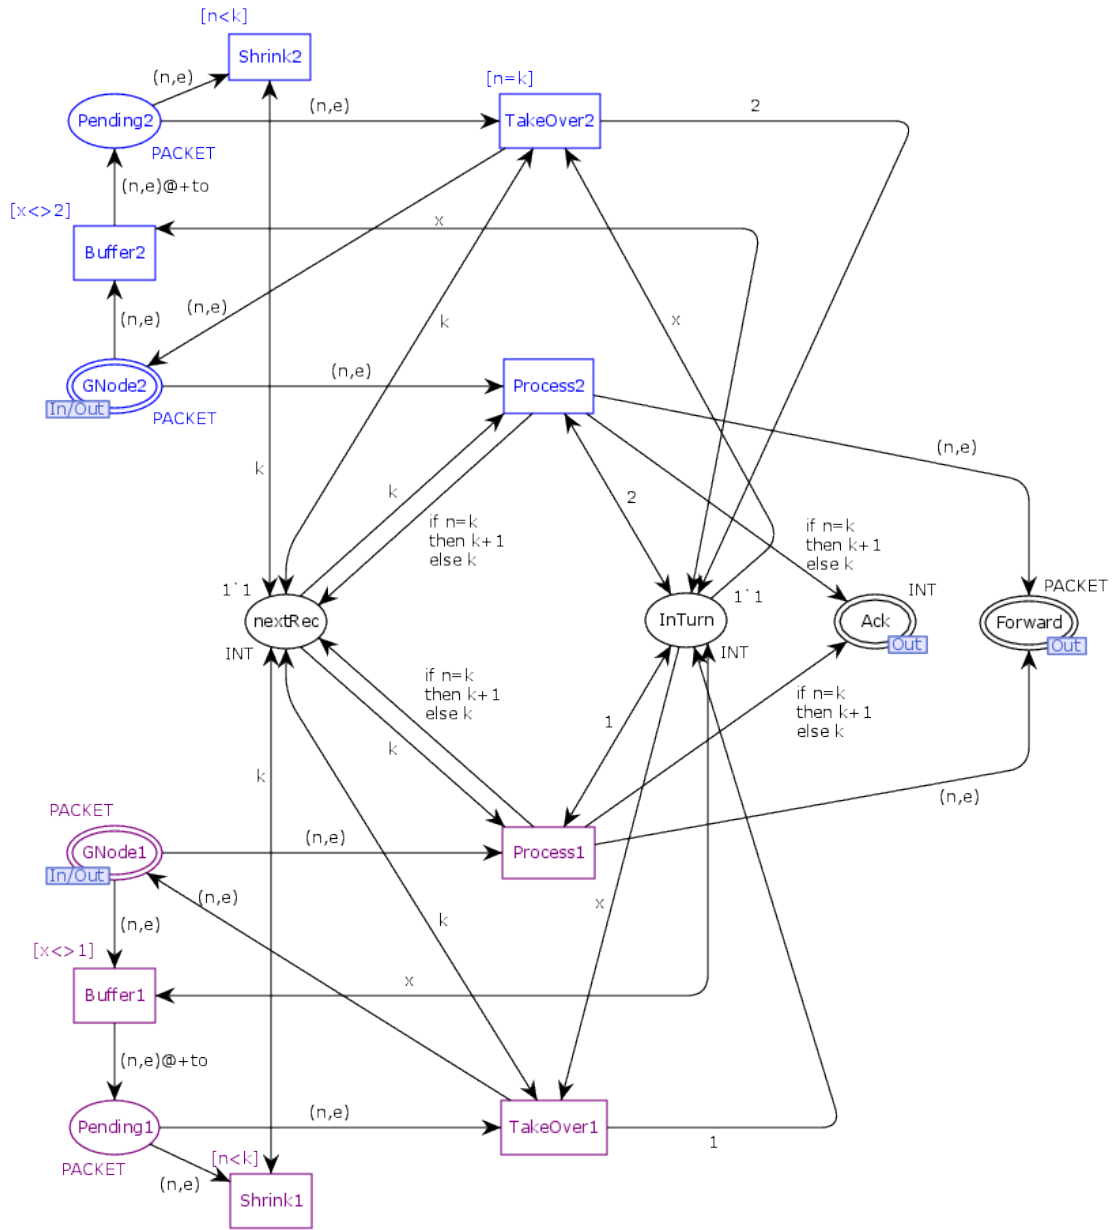 [n<k]
Shrink2
(n,e)
[n=k]
Pending2
(n,e)
TakeOver2
2
PACKET
(n,e)@+to
[x<>2]
Buffer2
x
(n,e)
(n,e)
k
x
GNode2
In/Out
PACKET
(n,e)
Process2
(n,e)
k
k
2
if n=k
then k+1
else k
if n=k
then k+1
else k
1`1
nextRec
INT
1`1
InTurn
INT
INT
Ack
Out
PACKET
Forward
Out
if n=k
then k+1
else k
if n=k
then k+1
else k
1
k
k
PACKET
GNode1
In/Out
(n,e)
Process1
(n,e)
(n,e)
(n,e)
k
x
[x<>1]
Buffer1
x
(n,e)@+to
Pending1
PACKET
(n,e)
TakeOver1
1
[n<k]
(n,e)
Shrink1